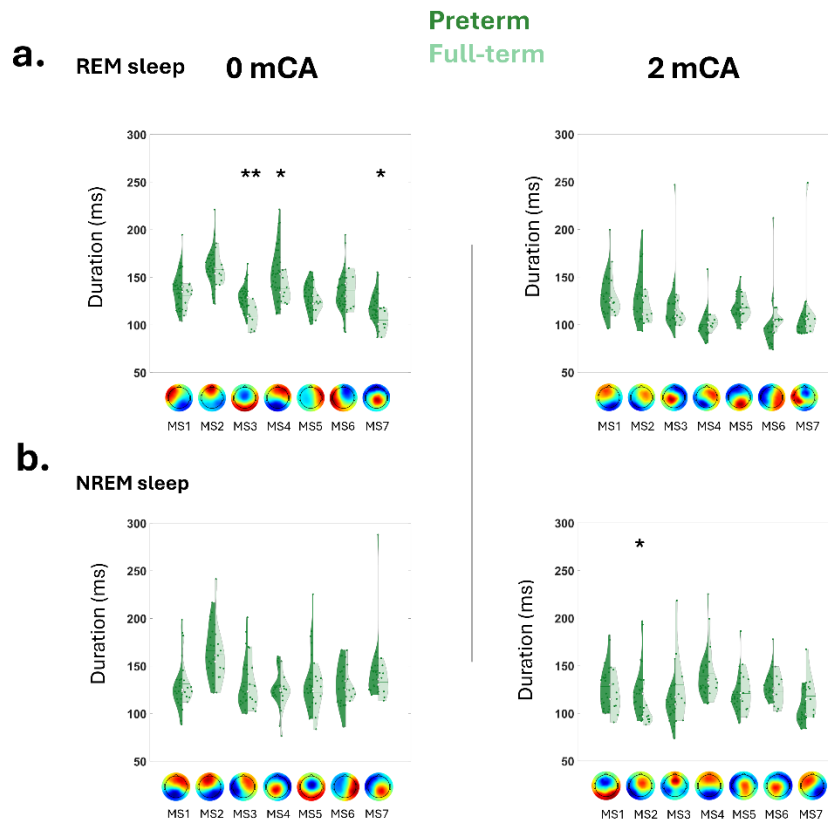 Preterm
Full-term
a.
REM sleep
0 mCA
2 mCA
300
250
200
150
100
50
Duration (ms)
**
*
*
MS1 MS2 MS3 MS4 MS5 MS6 MS7
300
250
200
150
100
50
Duration (ms)
MS1 MS2 MS3 MS4 MS5 MS6 MS7
b.
NREM sleep
300
250
200
150
100
50
Duration (ms)
MS1 MS2 MS3 MS4 MS5 MS6 MS7
300
250
200
150
100
50
Duration (ms)
*
MS1 MS2 MS3 MS4 MS5 MS6 MS7